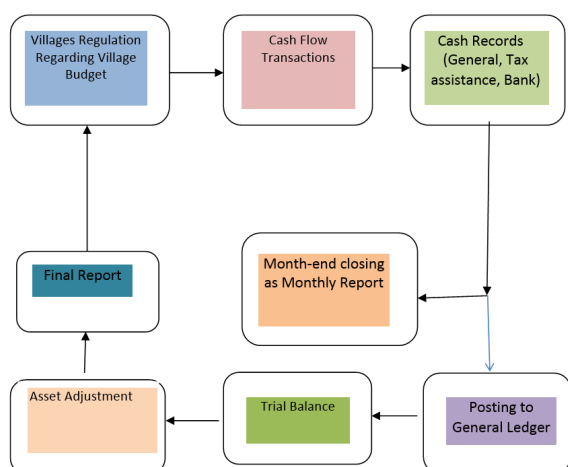 Villages Regulation
Regarding Village
Budget
Cash Flow
Transactions
Cash Records
(General, Tax
assistance, Bank)
Month-end closing
as Monthly Report
Final Report
Asset Adjustment
Trial Balance
Posting to
General Ledger